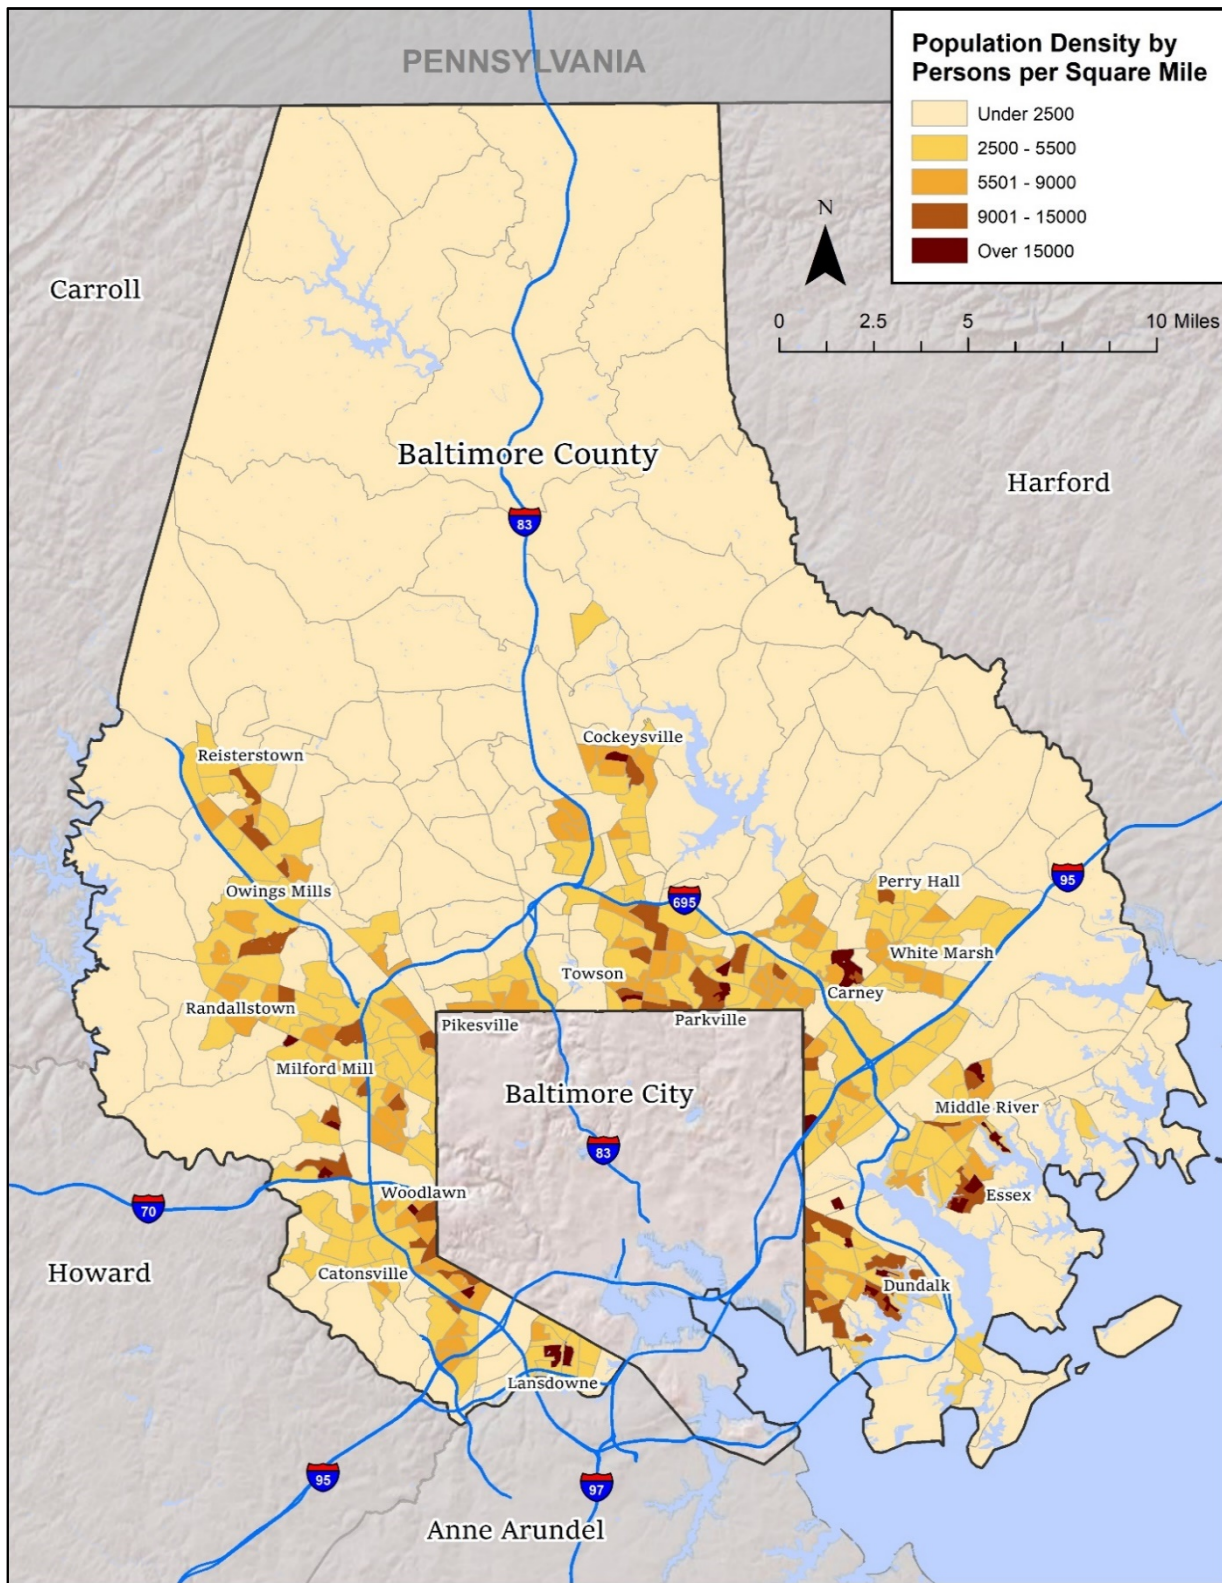 PENNSYLVANIA
Population Density by
Persons per Square Mile
Under 2500
2500 - 5500
5501 - 9000
9001 - 15000
Over 15000
N
0 2.5 5 10 Miles
Carroll
Baltimore County
Harford
83
Cockeysville
Reisterstown
Owings Mills
695
Perry Hall
95
White Marsh
Towson
Carney
Randallstown
Pikesville
Parkville
Milford Mill
Baltimore City
Middle River
83
Woodlawn
Essex
70
Howard
Catonsville
Dundalk
Lansdowne
95
97
Anne Arundel